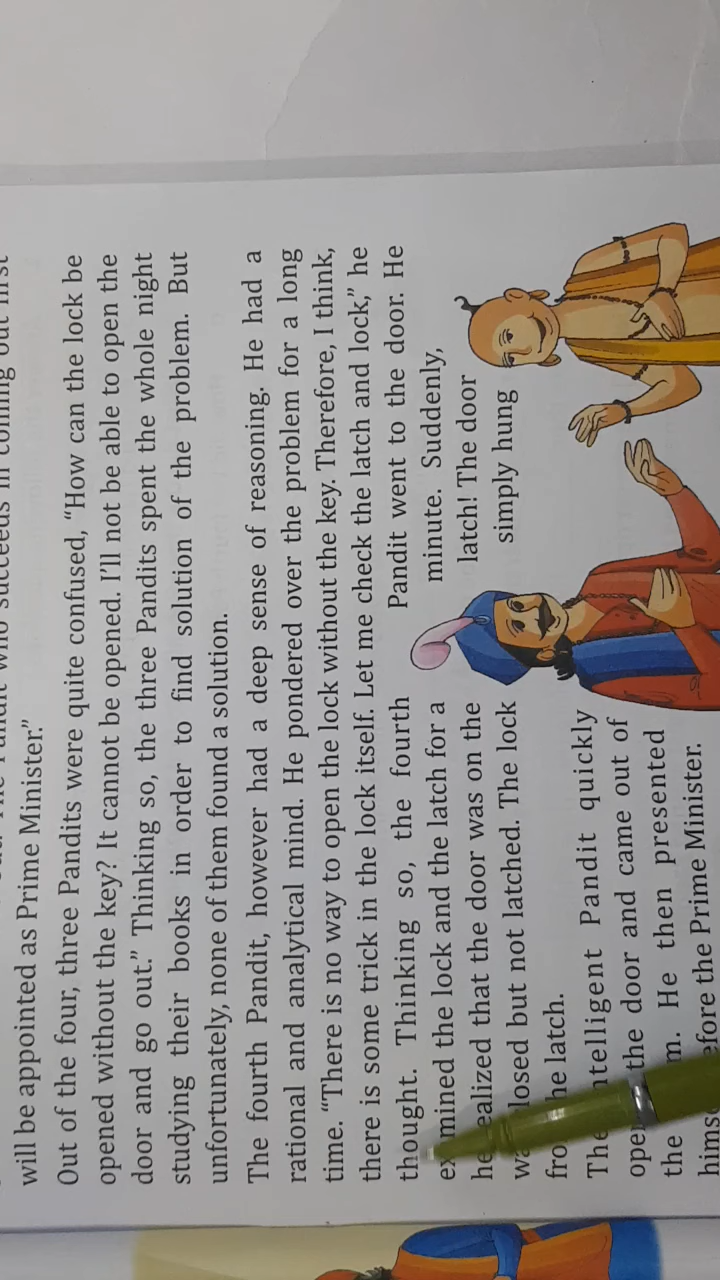 who succeeds in coming out first
will be appointed as Prime Minister."
Out of the four, three Pandits were quite confused, "How can the lock be
opened without the key? It cannot be opened. I'll not be able to open the
door and go out." Thinking so, the three Pandits spent the whole night
studying their books in order to find solution of the problem. But
unfortunately, none of them found a solution.
The fourth Pandit, however had a deep sense of reasoning. He had a
rational and analytical mind. He pondered over the problem for a long
time. "There is no way to open the lock without the key. Therefore, I think,
there is some trick in the lock itself. Let me check the latch and lock," he
thought. Thinking so, the fourth Pandit went to the door. He
examined the lock and the latch for a minute. Suddenly,
he realized that the door was on the latch! The door
was closed but not latched. The lock simply hung
from the latch.
The intelligent Pandit quickly
the door and came out of
the He then presented
himself before the Prime Minister.